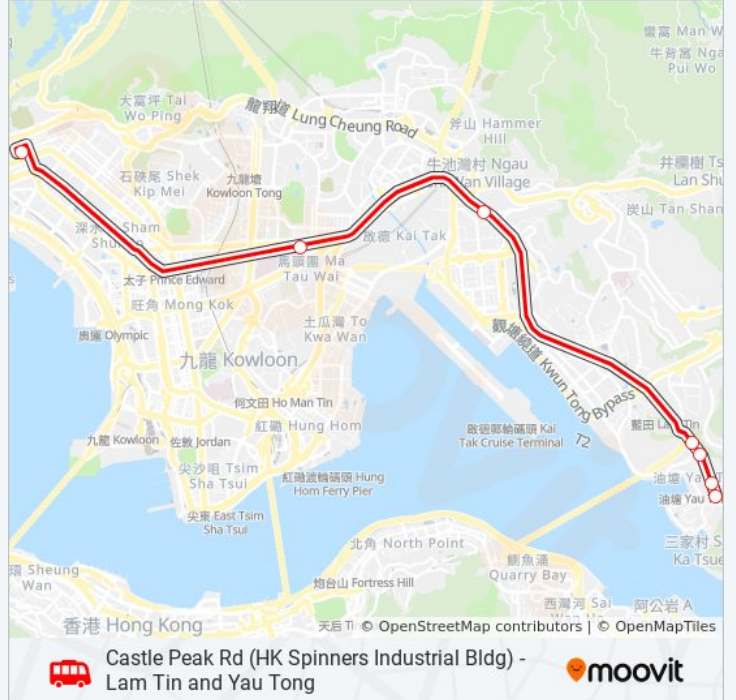 蠔窩 Man W
牛背窩 Nga
Pui Wo
大窩坪 Tai
Wo Ping
龍翔道 Lung Cheung Road
斧山 Hammer
Hill
石硤尾 Shek
Kip Mei
九龍塘
Kowloon Tong
牛池灣村 Ngau
Van Village
井欄樹 Ts
Lan Shu
炭山 Tan Shan
深水 Sham
Shu
啟德 Kai Tak
馬頭圍 Ma
Tau Wai
太子 Prince Edward
旺角 Mong Kok
土瓜灣 To
Kwa Wan
奧運 Olympic
九龍 Kowloon
觀塘繞道 Kwun Tong Bypass
何文田 Ho Man Tin
紅磡 Hung Hom
九龍 Kowloon
佐敦 Jordan
啟德郵輪碼頭 Kai
Tak Cruise Terminal
T2
藍田 La Tin
尖沙咀 Tsim
Sha Tsui
紅磡渡輪碼頭 Hung
Hom Ferry Pier
油塘 Ya T
油塘 Yau
尖東 East Tsim
Sha Tsui
三家村 S
Ka Tsue
北角 North Point
鰂魚涌
Quarry Bay
環 Sheung
Wan
炮台山 Fortress Hill
西灣河 Sai
阿公岩 A
香港 Hong Kong
天后 Ti
© OpenStreetMap contributors | © OpenMapTiles
Castle Peak Rd (HK Spinners Industrial Bldg) -
Lam Tin and Yau Tong
moovit